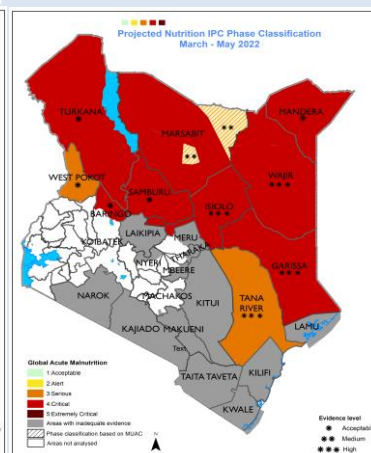 Projected Nutrition IPC Phase Classification
March - May 2022
TURKANA
MANDERA
MARSABIT
WEST POKOT
WAJIR
SAMBURU
BARINGO
ISIOLO
KOIBATEK
LAIKIPIA
MERU
THARAKA
NYERI
MBEERE
GARISSA
NAROK
MACHAKOS
KITUI
TANA
RIVER
KAJIADO
MAKUENI
LAMU
Text
TAITA TAVETA
KILIFI
KWALE
Global Acute Malnutrition
1.Acceptable
2.Alert
3.Serious
4.Critical
5.Extremely Critical
Areas with inadequate evidence
Phase classification based on MUAC
Areas not analysed
N
Evidence level
* Acceptabl
** Medium
*** High